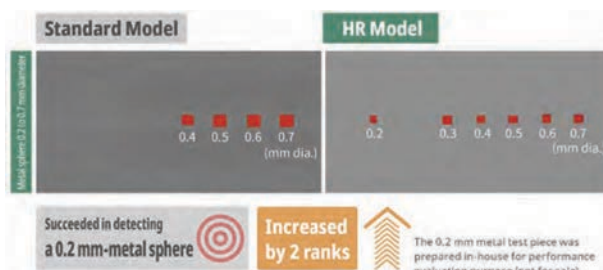 Standard Model
HR Model
Metal sphere 0.2 to 0.7 mm diameter
0.4 0.5 0.6 0.7
(mm dia.)
0.2 0.3 0.4 0.5 0.6 0.7
(mm dia.)
Succeeded in detecting
a 0.2 mm-metal sphere
Increased
by 2 ranks
The 0.2 mm metal test piece was
prepared in-house for performance